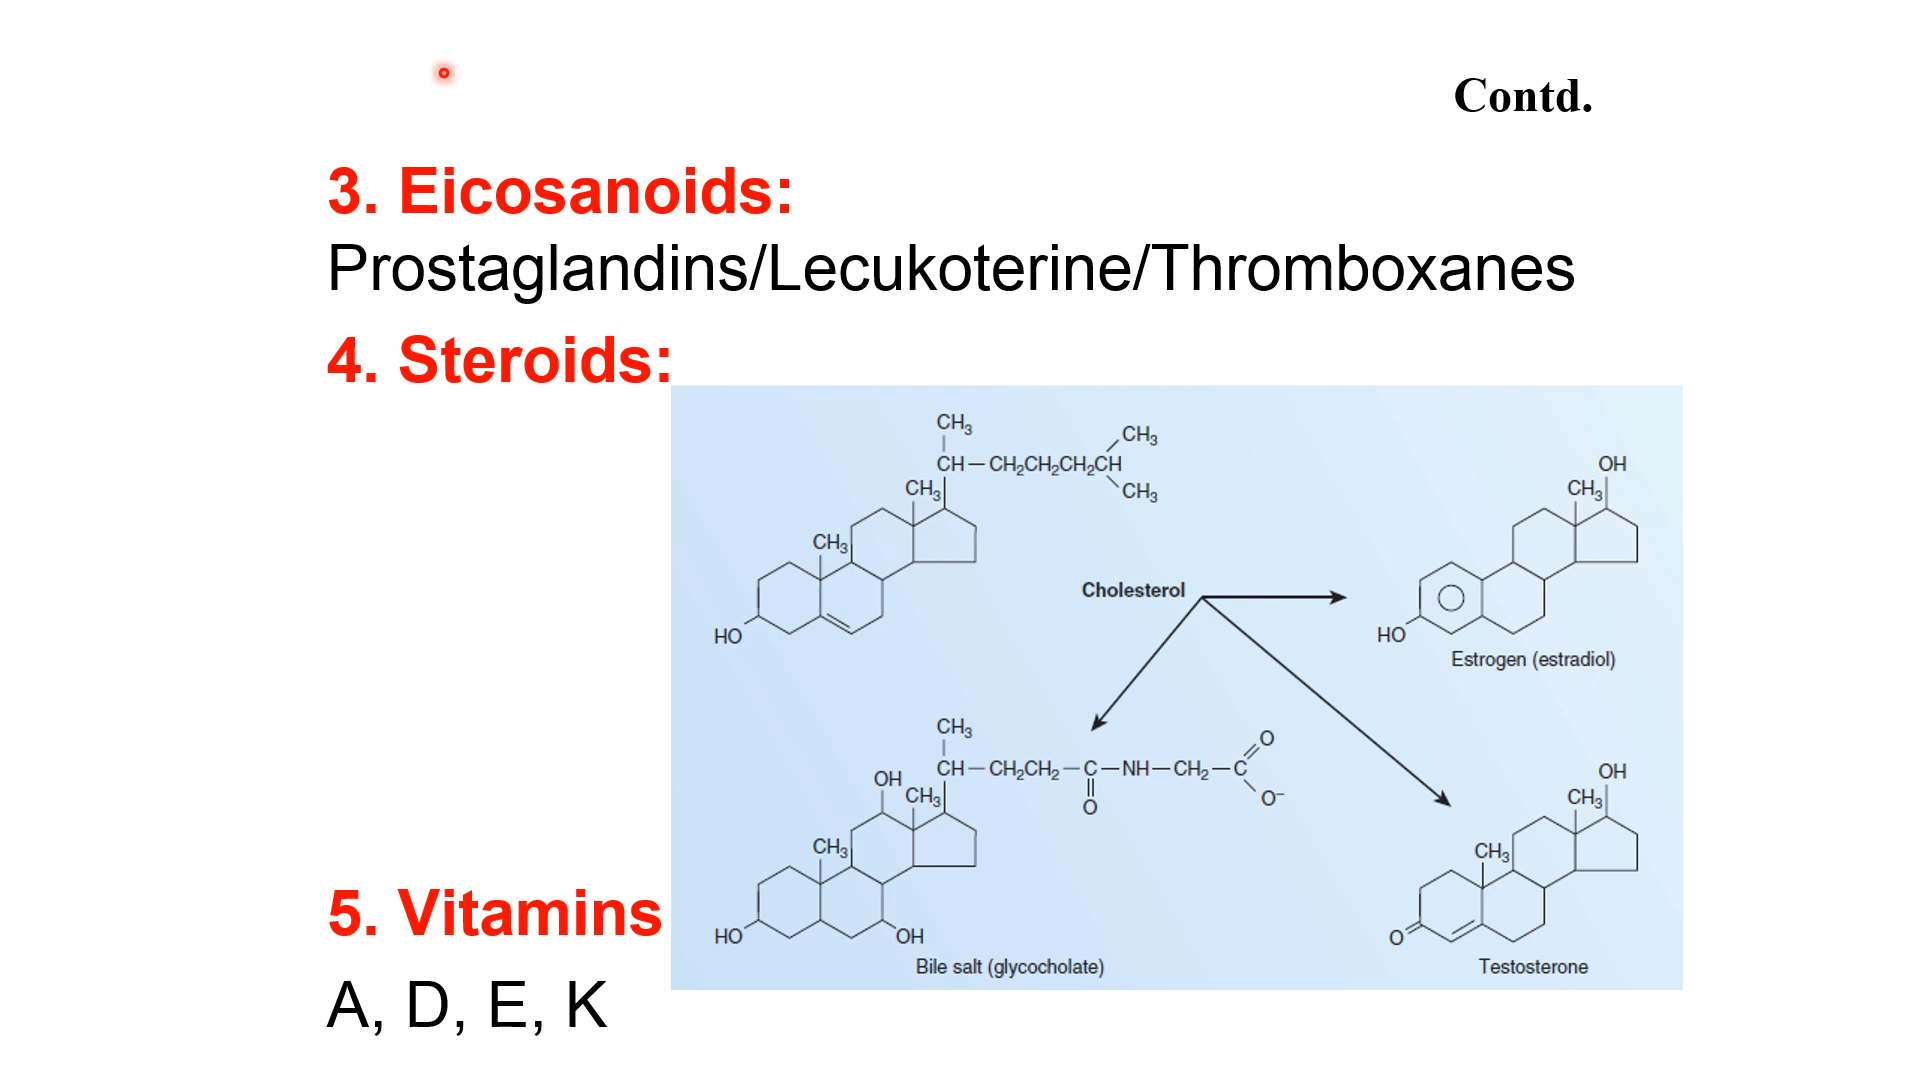 Contd.
3. Eicosanoids:
Prostaglandins/Lecukoterine/Thromboxanes
4. Steroids:
CH₃
CH₃
CH–CH₂CH₂CH₂CH
CH₃
CH₃
CH₃
HO
Cholesterol
OH
CH₃
HO
Estrogen (estradiol)
CH₃
O
CH–CH₂CH₂–C–NH–CH₂–C
OH
CH₃
O
O⁻
CH₃
HO
OH
Bile salt (glycocholate)
OH
CH₃
CH₃
O
Testosterone
5. Vitamins
A, D, E, K